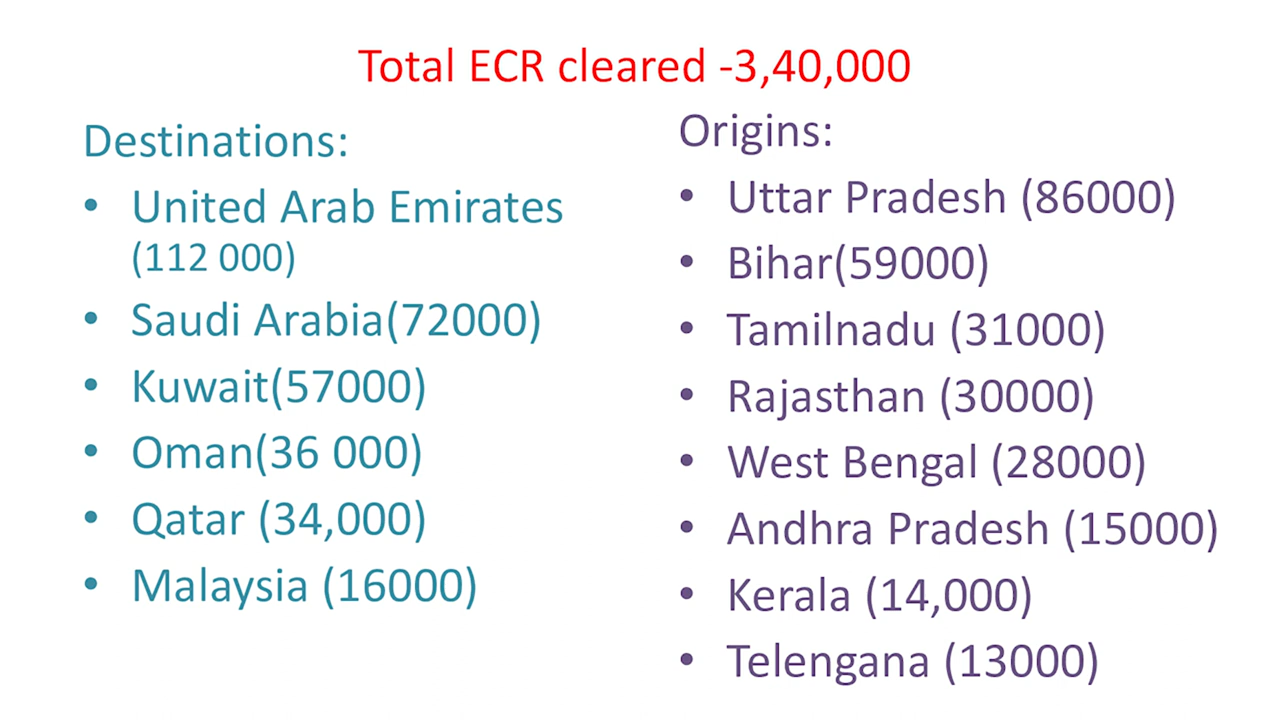 Total ECR cleared -3,40,000
Destinations:
• United Arab Emirates
(112 000)
• Saudi Arabia(72000)
• Kuwait(57000)
• Oman(36 000)
• Qatar (34,000)
• Malaysia (16000)
Origins:
• Uttar Pradesh (86000)
• Bihar(59000)
• Tamilnadu (31000)
• Rajasthan (30000)
• West Bengal (28000)
• Andhra Pradesh (15000)
• Kerala (14,000)
• Telengana (13000)